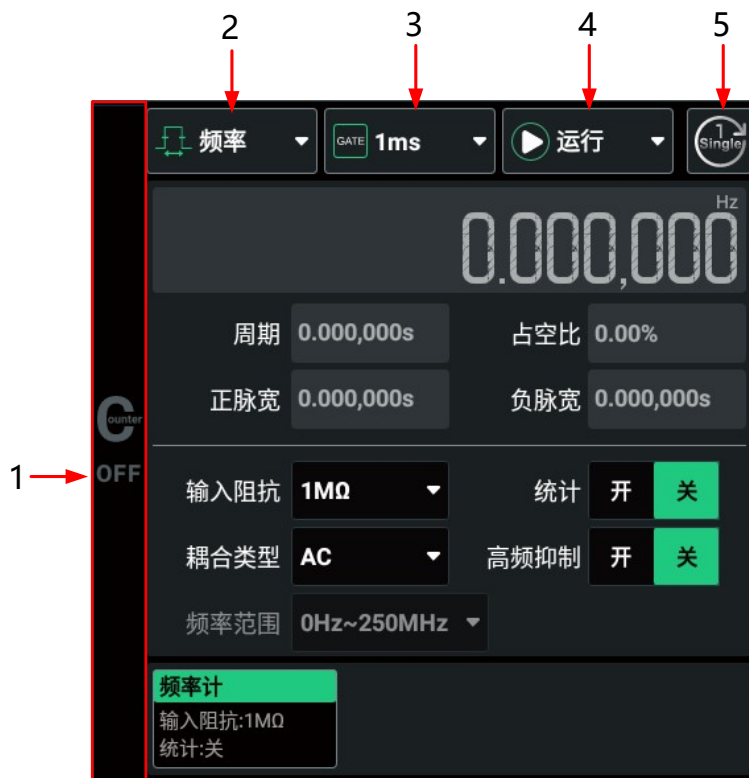 2 3 4 5
频率 GATE 1ms 运行 1 Single
Hz
0.000,000
周期 0.000,000s 占空比 0.00%
正脉宽 0.000,000s 负脉宽 0.000,000s
Counter
1 OFF
输入阻抗 1MΩ 统计 开 关
耦合类型 AC 高频抑制 开 关
频率范围 0Hz~250MHz
频率计
输入阻抗:1MΩ
统计:关